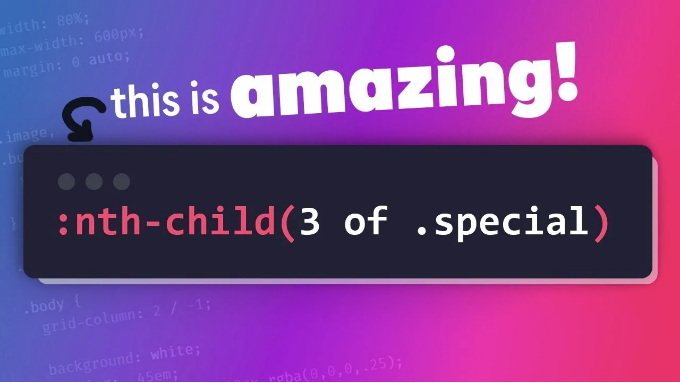 width: 80%;
max-width: 600px;
margin: 0 auto;
this is amazing!
.image,
:nth-child(3 of .special)
}
.body {
grid-column: 2 / -1;
background: white;
45em;
rgba(0,0,0,.25);